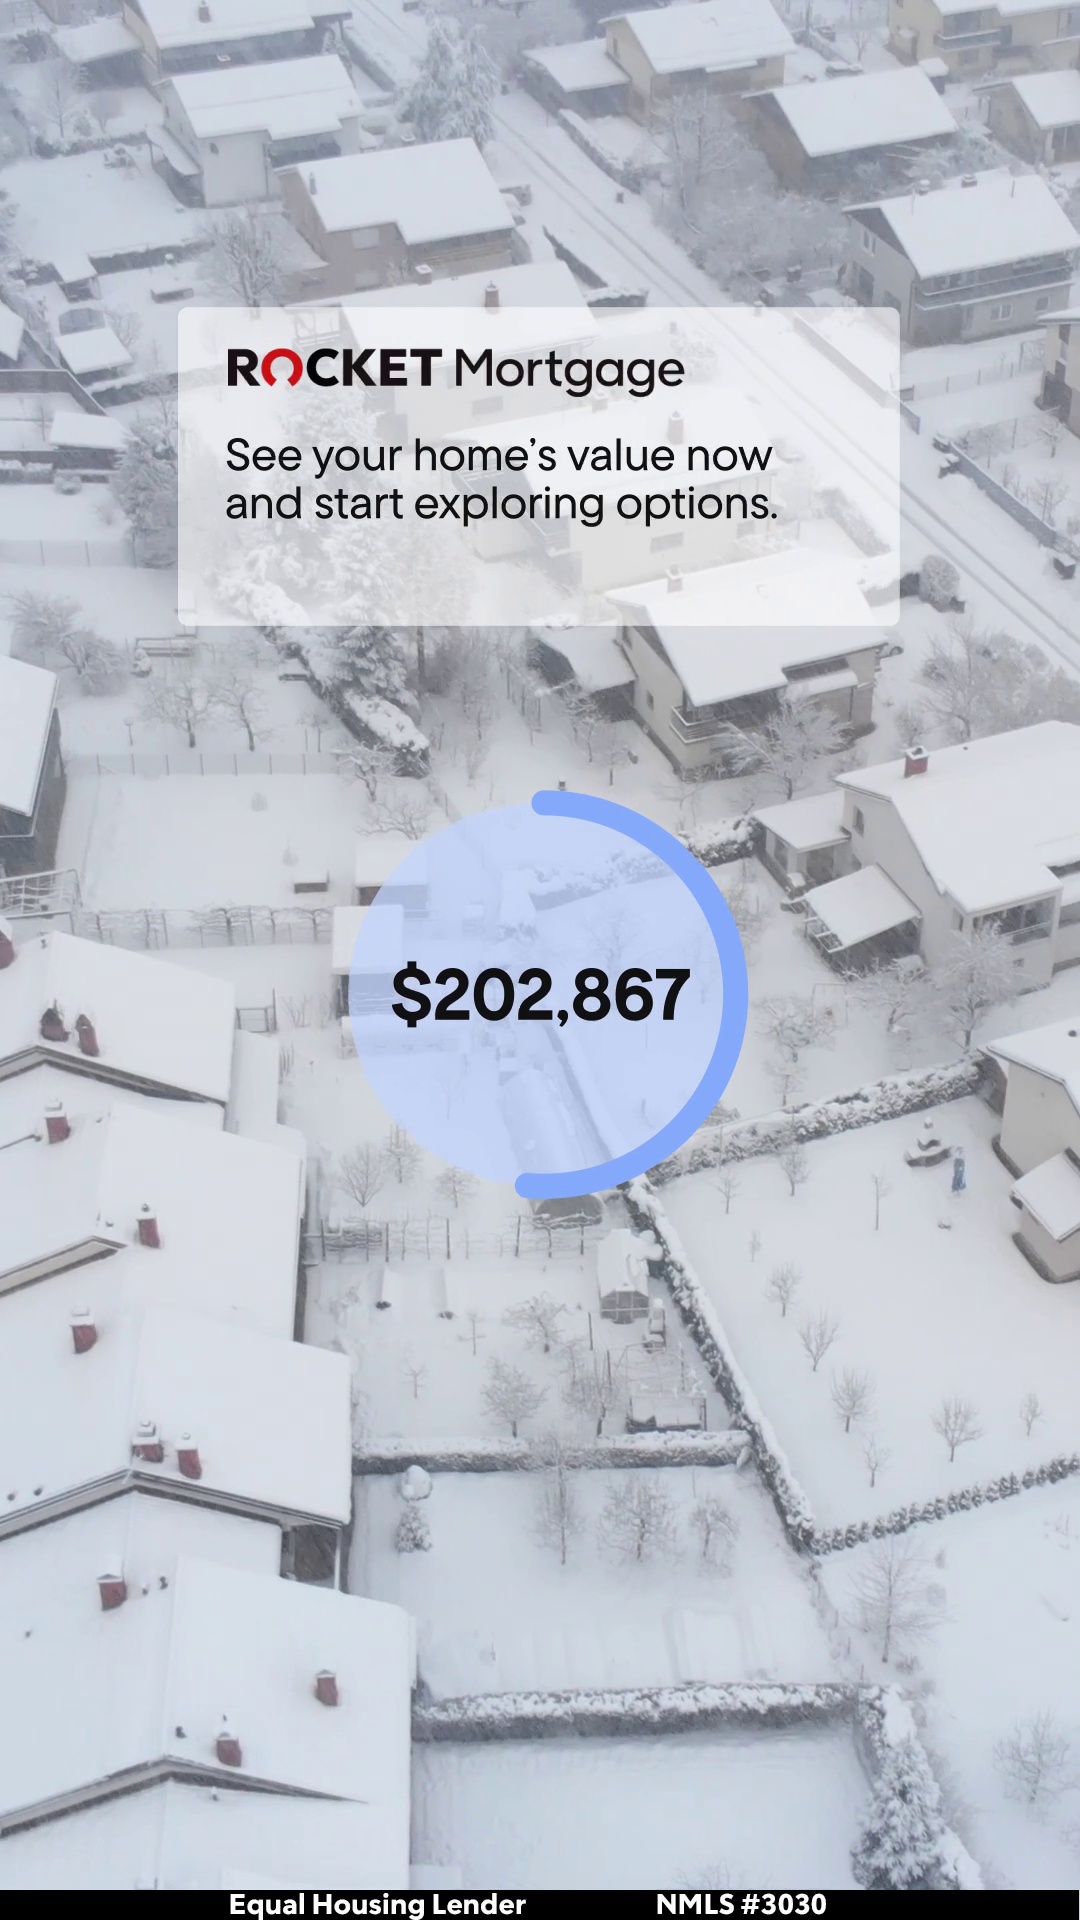 ROCKET Mortgage
See your home’s value now
and start exploring options.
$202,867
Equal Housing Lender NMLS #3030